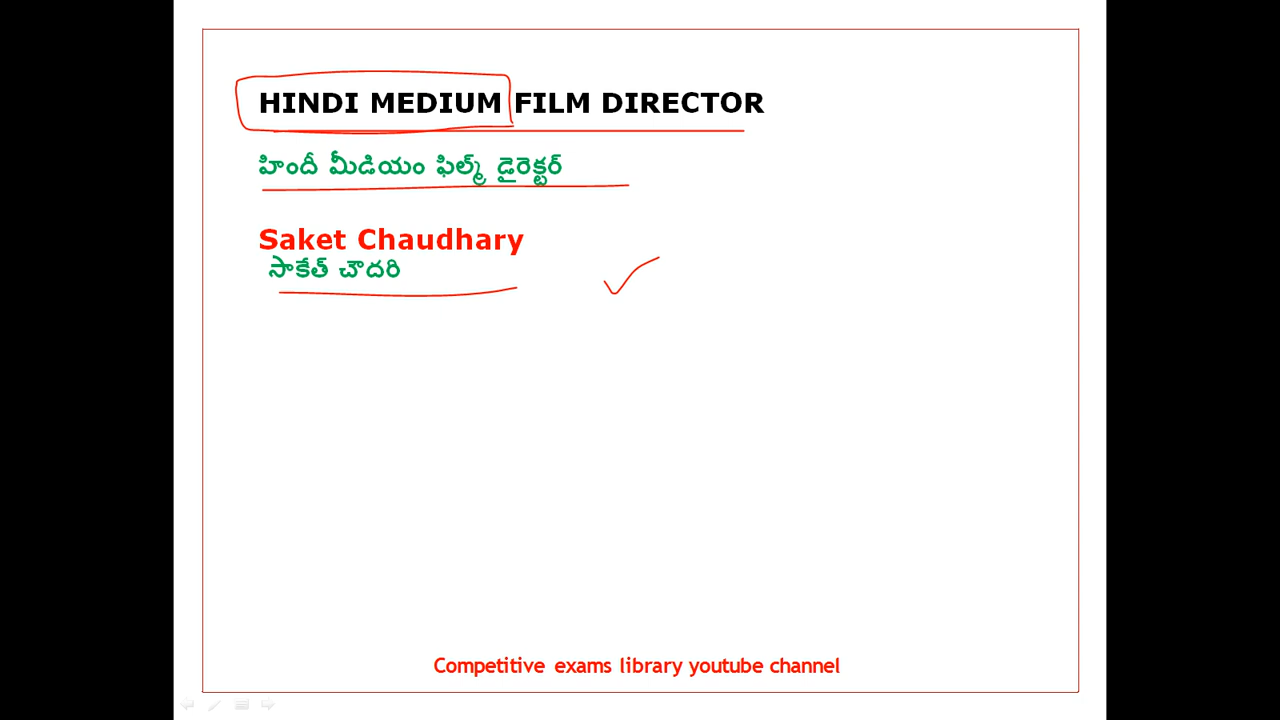 HINDI MEDIUM FILM DIRECTOR
హిందీ మీడియం ఫిల్మ్ డైరెక్టర్
Saket Chaudhary
సాకేత్ చౌదరి
Competitive exams library youtube channel